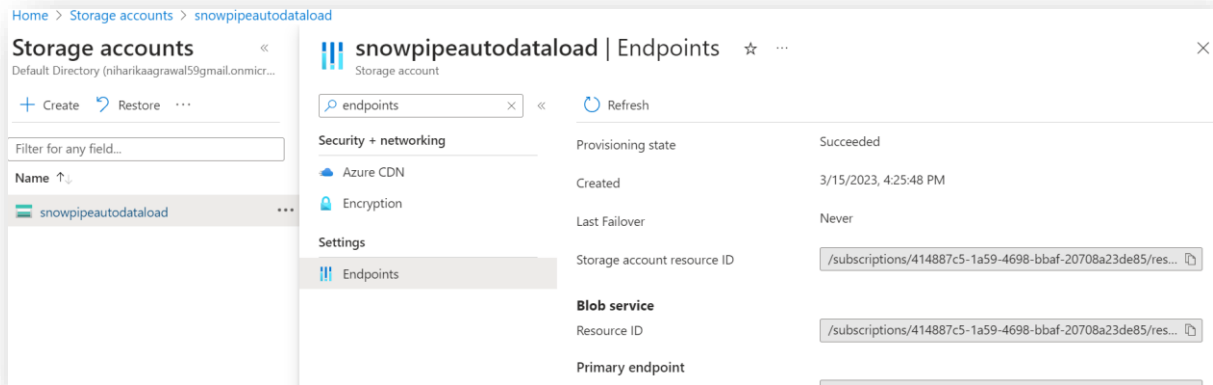 Home > Storage accounts > snowpipeautodataload
Storage accounts
Default Directory (niharikaagrawal59gmail.onmicr...
+ Create Restore ...
Filter for any field...
Name ↑↓
snowpipeautodataload ...
snowpipeautodataload | Endpoints ☆ ...
Storage account
endpoints
Security + networking
Azure CDN
Encryption
Settings
Endpoints
Refresh
Provisioning state Succeeded
Created 3/15/2023, 4:25:48 PM
Last Failover Never
Storage account resource ID /subscriptions/414887c5-1a59-4698-bbaf-20708a23de85/res...
Blob service
Resource ID /subscriptions/414887c5-1a59-4698-bbaf-20708a23de85/res...
Primary endpoint